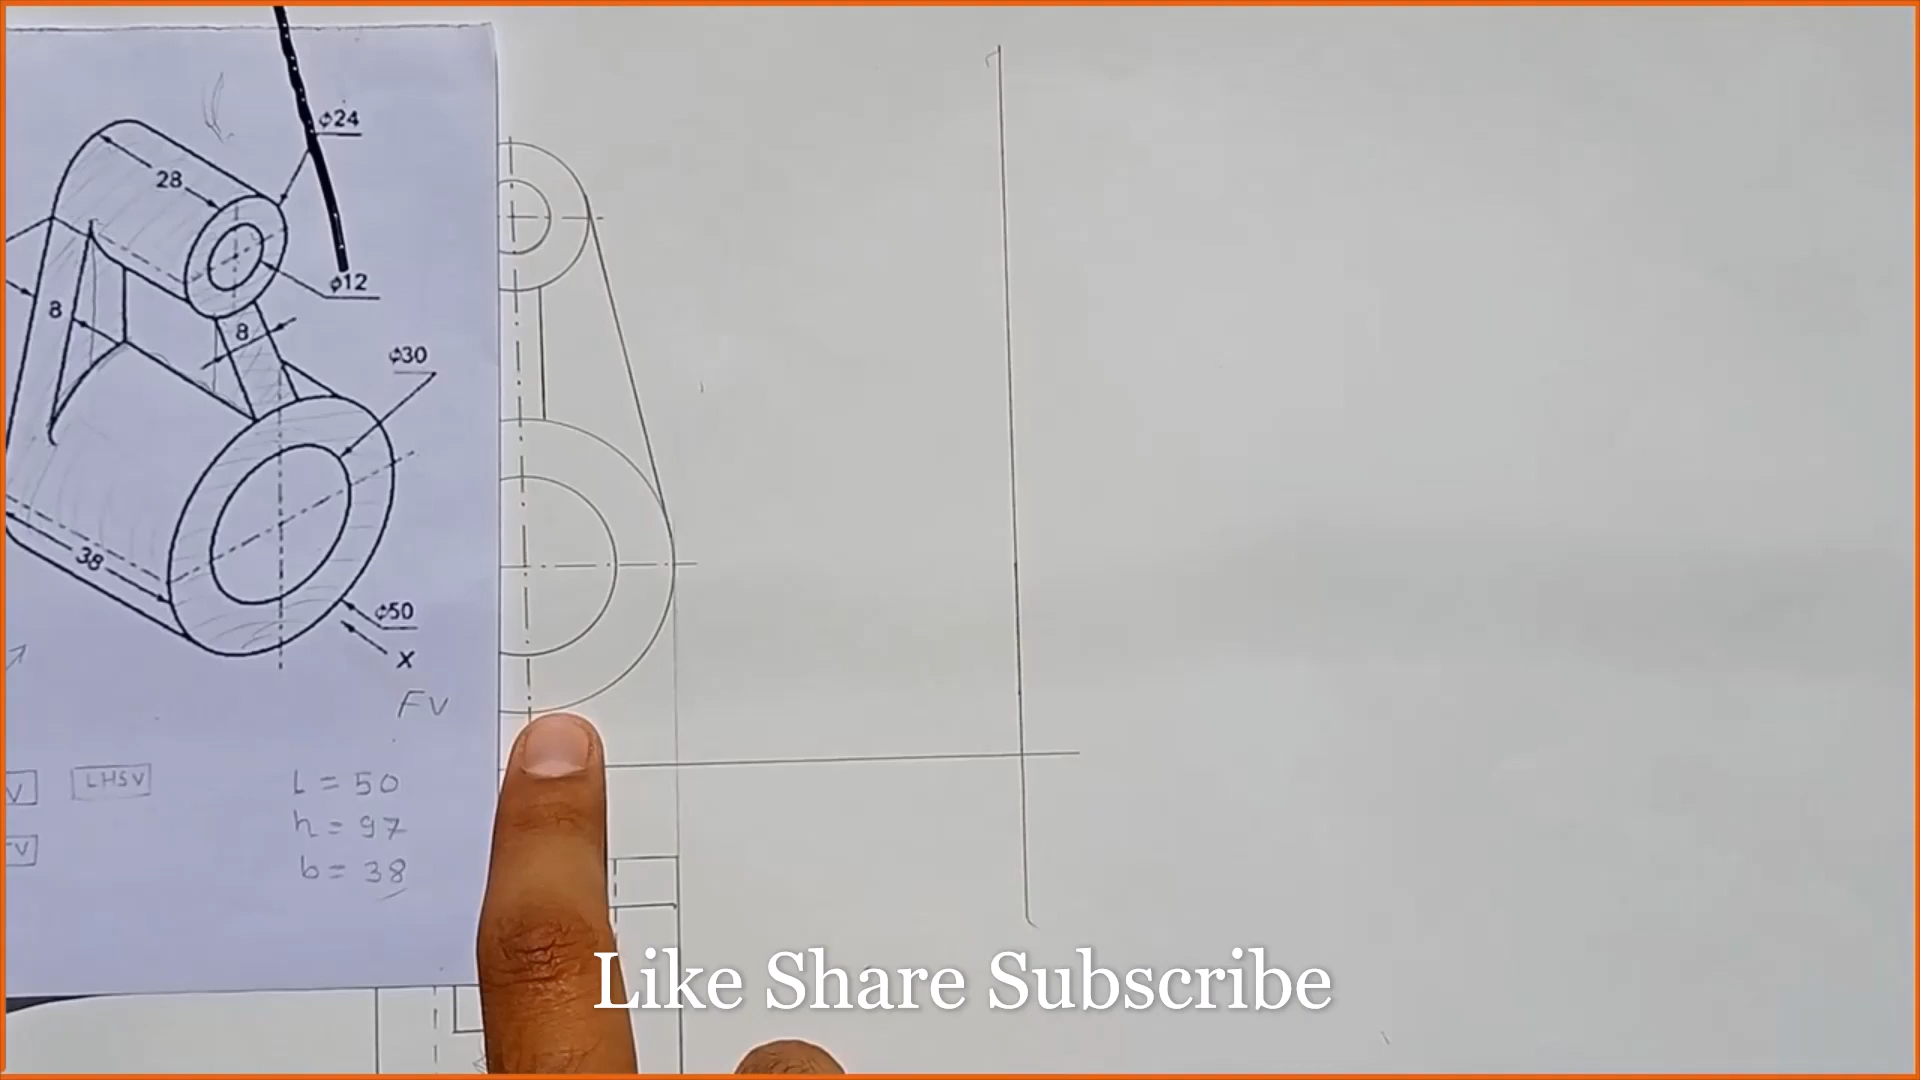 ϕ24
28
ϕ12
8
8
ϕ30
38
ϕ50
X
FV
LHSV
L = 50
h = 97
b = 38
Like Share Subscribe